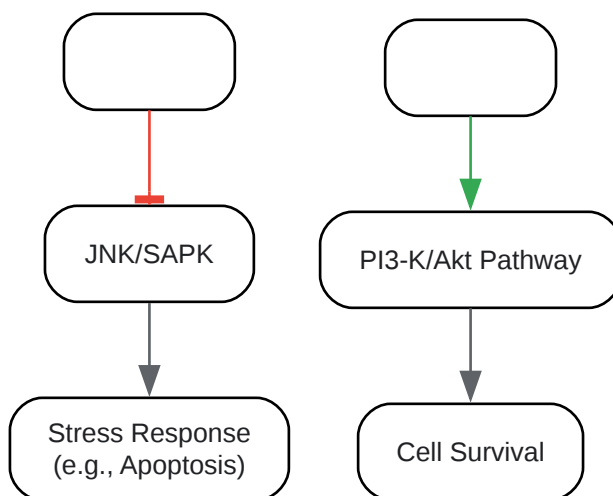 JNK/SAPK
PI3-K/Akt Pathway
Stress Response
(e.g., Apoptosis)
Cell Survival